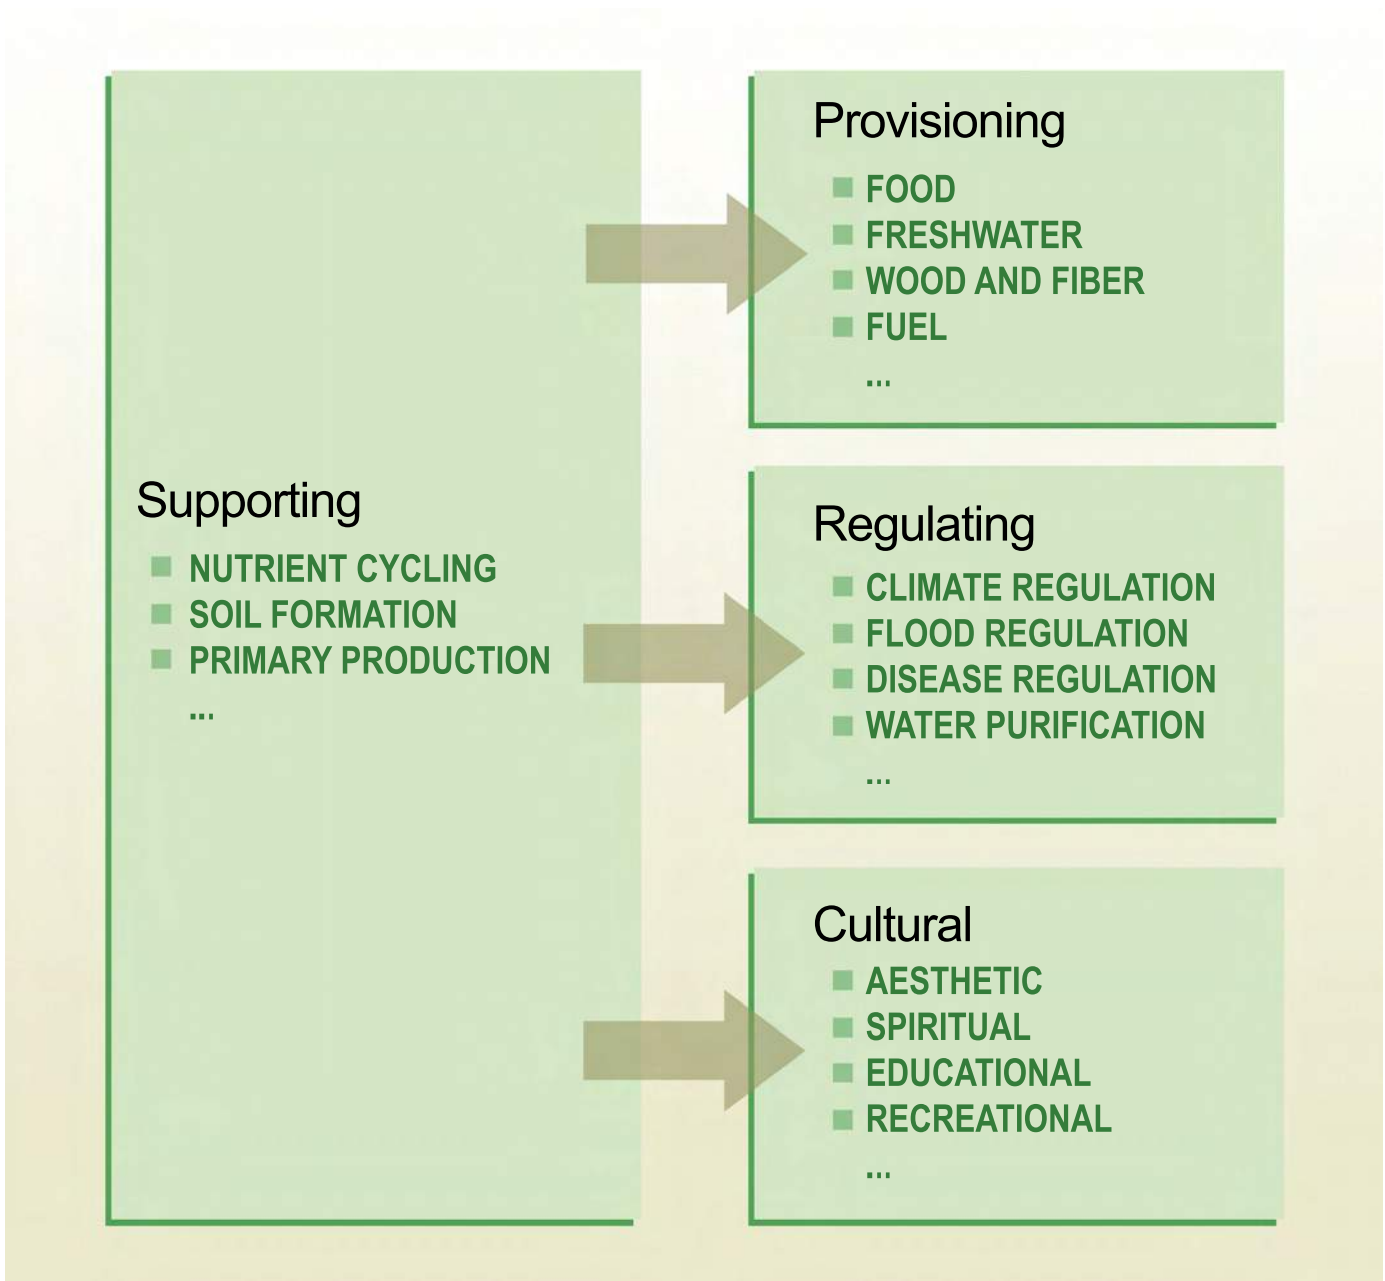 Supporting
NUTRIENT CYCLING
SOIL FORMATION
PRIMARY PRODUCTION
...
Provisioning
FOOD
FRESHWATER
WOOD AND FIBER
FUEL
...
Regulating
CLIMATE REGULATION
FLOOD REGULATION
DISEASE REGULATION
WATER PURIFICATION
...
Cultural
AESTHETIC
SPIRITUAL
EDUCATIONAL
RECREATIONAL
...